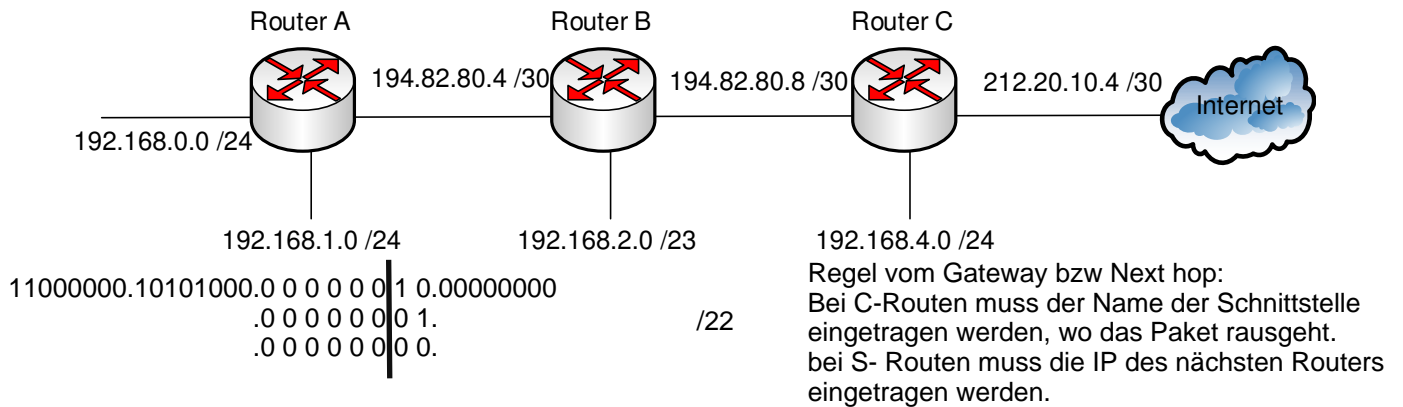 Router A
Router B
Router C
194.82.80.4 /30
194.82.80.8 /30
212.20.10.4 /30
Internet
192.168.0.0 /24
192.168.1.0 /24
192.168.2.0 /23
192.168.4.0 /24
11000000.10101000.0 0 0 0 0 0 1 0.00000000
.0 0 0 0 0 0 0 1.
.0 0 0 0 0 0 0 0.
/22
Regel vom Gateway bzw Next hop:
Bei C-Routen muss der Name der Schnittstelle
eingetragen werden, wo das Paket rausgeht.
bei S- Routen muss die IP des nächsten Routers
eingetragen werden.